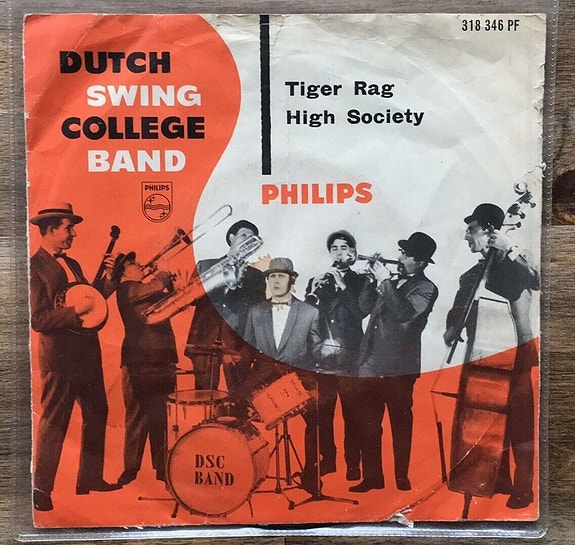 318 346 PF
DUTCH
SWING
COLLEGE
BAND
Tiger Rag
High Society
PHILIPS
PHILIPS
DSC
BAND